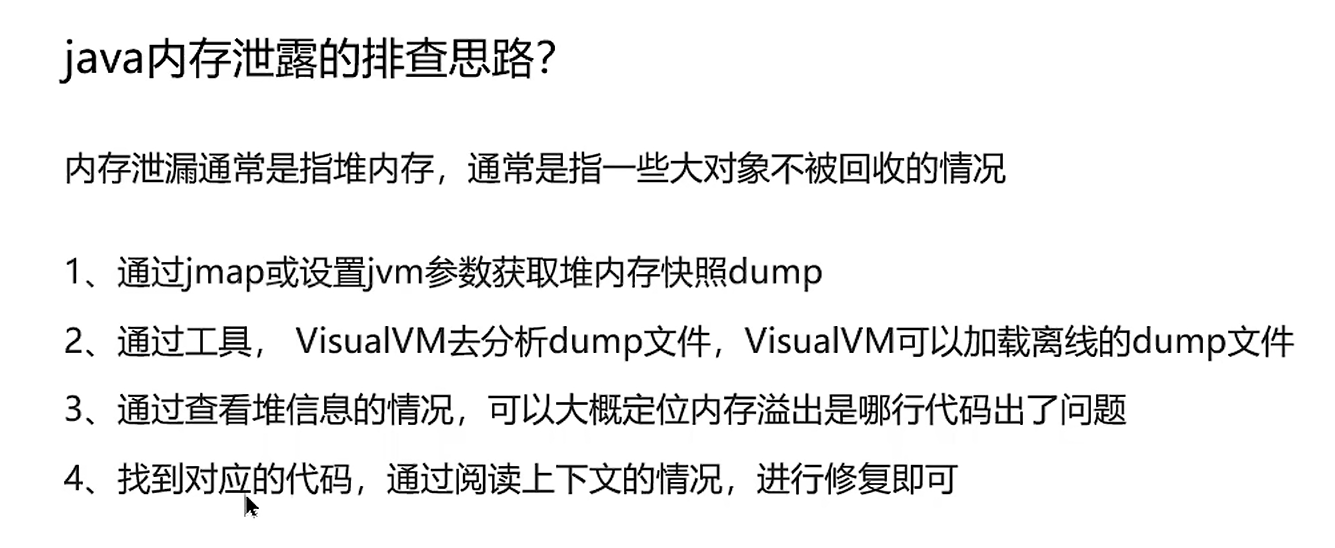 java内存泄露的排查思路？
内存泄漏通常是指堆内存，通常是指一些大对象不被回收的情况
1、通过jmap或设置jvm参数获取堆内存快照dump
2、通过工具， VisualVM去分析dump文件，VisualVM可以加载离线的dump文件
3、通过查看堆信息的情况，可以大概定位内存溢出是哪行代码出了问题
4、找到对应的代码，通过阅读上下文的情况，进行修复即可